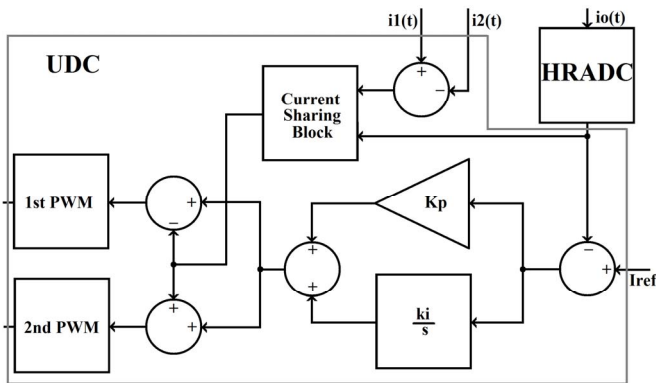 i1(t)
i2(t)
io(t)
UDC
HRADC
+
−
Current
Sharing
Block
1st PWM
+
−
Kp
+
+
−
+
Iref
2nd PWM
+
+
ki
s